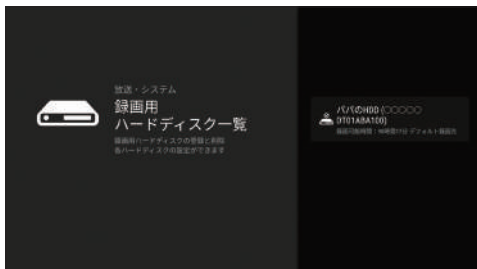 放送・システム
録画用
ハードディスク一覧
録画用ハードディスクの登録と削除
各ハードディスクの設定ができます
パパのHDD (〇〇〇〇〇
DT01ABA100)